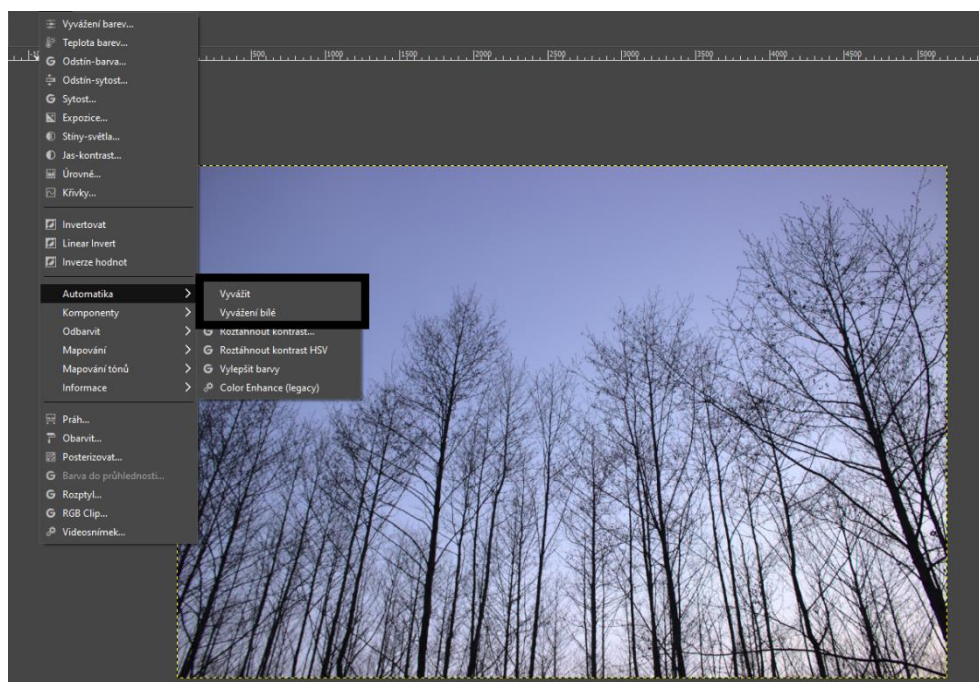 Vyvážení barev...
Teplota barev...
Odstín-barva...
Odstín-sytost...
Sytost...
Expozice...
Stíny-světla...
Jas-kontrast...
Úrovně...
Křivky...
Invertovat
Linear Invert
Inverze hodnot
Automatika
Komponenty
Odbarvit
Mapování
Mapování tónů
Informace
Práh...
Obarvit...
Posterizovat...
Barva do průhlednosti...
Rozptyl...
RGB Clip...
Videosnímek...
Vyvážit
Vyvážení bílé
Roztáhnout kontrast...
Roztáhnout kontrast HSV
Vylepšit barvy
Color Enhance (legacy)
500 1000 1500 2000 2500 3000 3500 4000 4500 5000